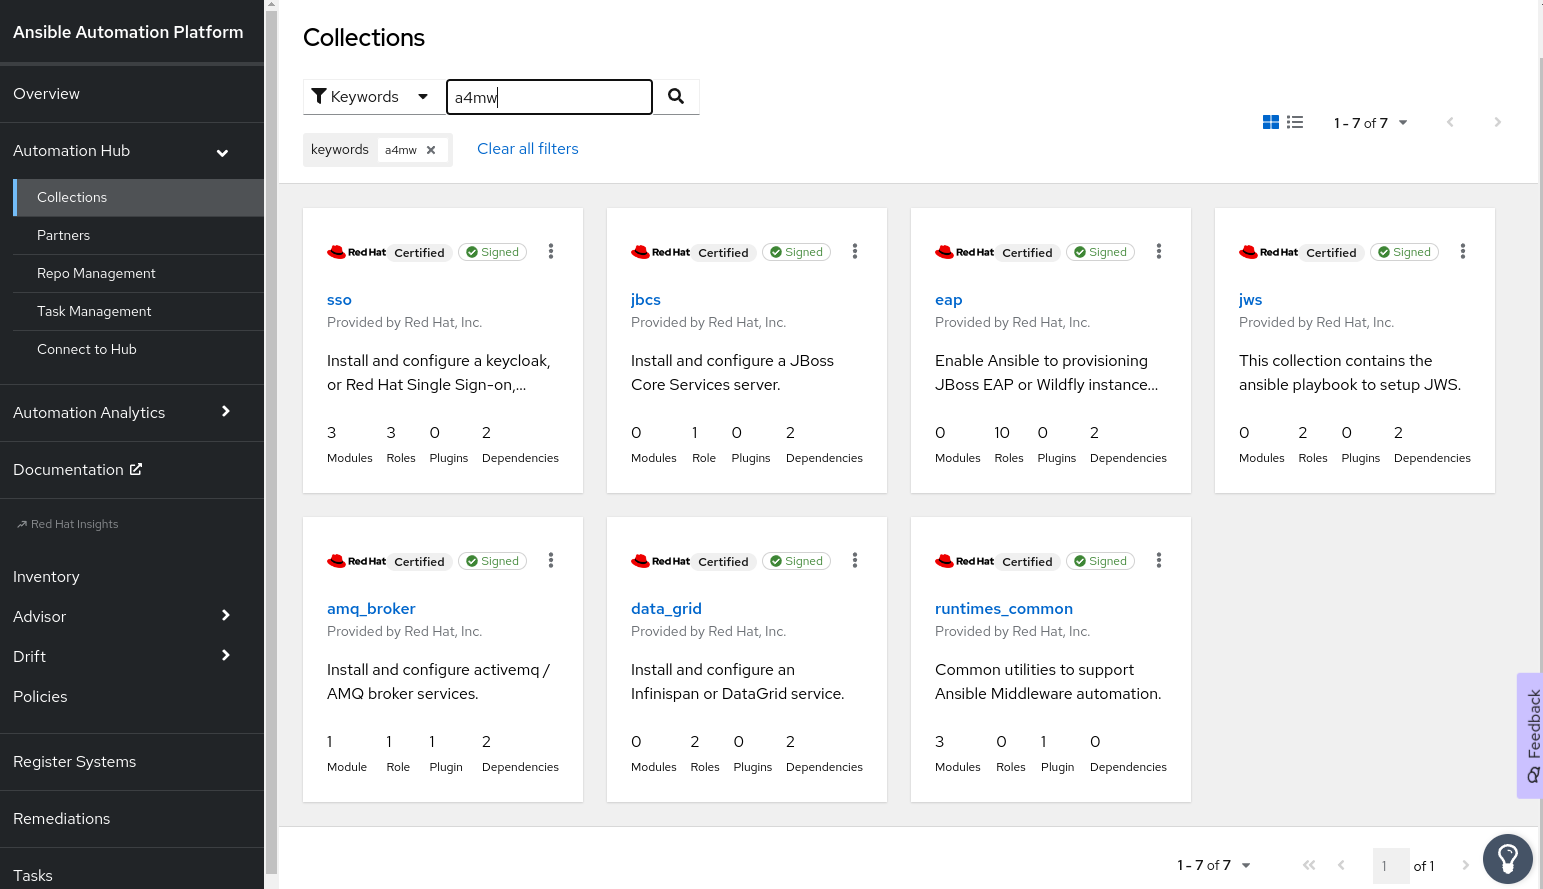 Ansible Automation Platform
Overview
Automation Hub
Collections
Partners
Repo Management
Task Management
Connect to Hub
Automation Analytics
Documentation
Red Hat Insights
Inventory
Advisor
Drift
Policies
Register Systems
Remediations
Tasks
Collections
Keywords a4mw
1 - 7 of 7
keywords a4mw Clear all filters
Red Hat Certified Signed
sso
Provided by Red Hat, Inc.
Install and configure a keycloak,
or Red Hat Single Sign-on,...
3 3 0 2
Modules Roles Plugins Dependencies
Red Hat Certified Signed
jbcs
Provided by Red Hat, Inc.
Install and configure a JBoss
Core Services server.
0 1 0 2
Modules Role Plugins Dependencies
Red Hat Certified Signed
eap
Provided by Red Hat, Inc.
Enable Ansible to provisioning
JBoss EAP or Wildfly instance...
0 10 0 2
Modules Roles Plugins Dependencies
Red Hat Certified Signed
jws
Provided by Red Hat, Inc.
This collection contains the
ansible playbook to setup JWS.
0 2 0 2
Modules Roles Plugins Dependencies
Red Hat Certified Signed
amq_broker
Provided by Red Hat, Inc.
Install and configure activemq /
AMQ broker services.
1 1 1 2
Module Role Plugin Dependencies
Red Hat Certified Signed
data_grid
Provided by Red Hat, Inc.
Install and configure an
Infinispan or DataGrid service.
0 2 0 2
Modules Roles Plugins Dependencies
Red Hat Certified Signed
runtimes_common
Provided by Red Hat, Inc.
Common utilities to support
Ansible Middleware automation.
3 0 1 0
Modules Roles Plugin Dependencies
Feedback
1 - 7 of 7 1 of 1